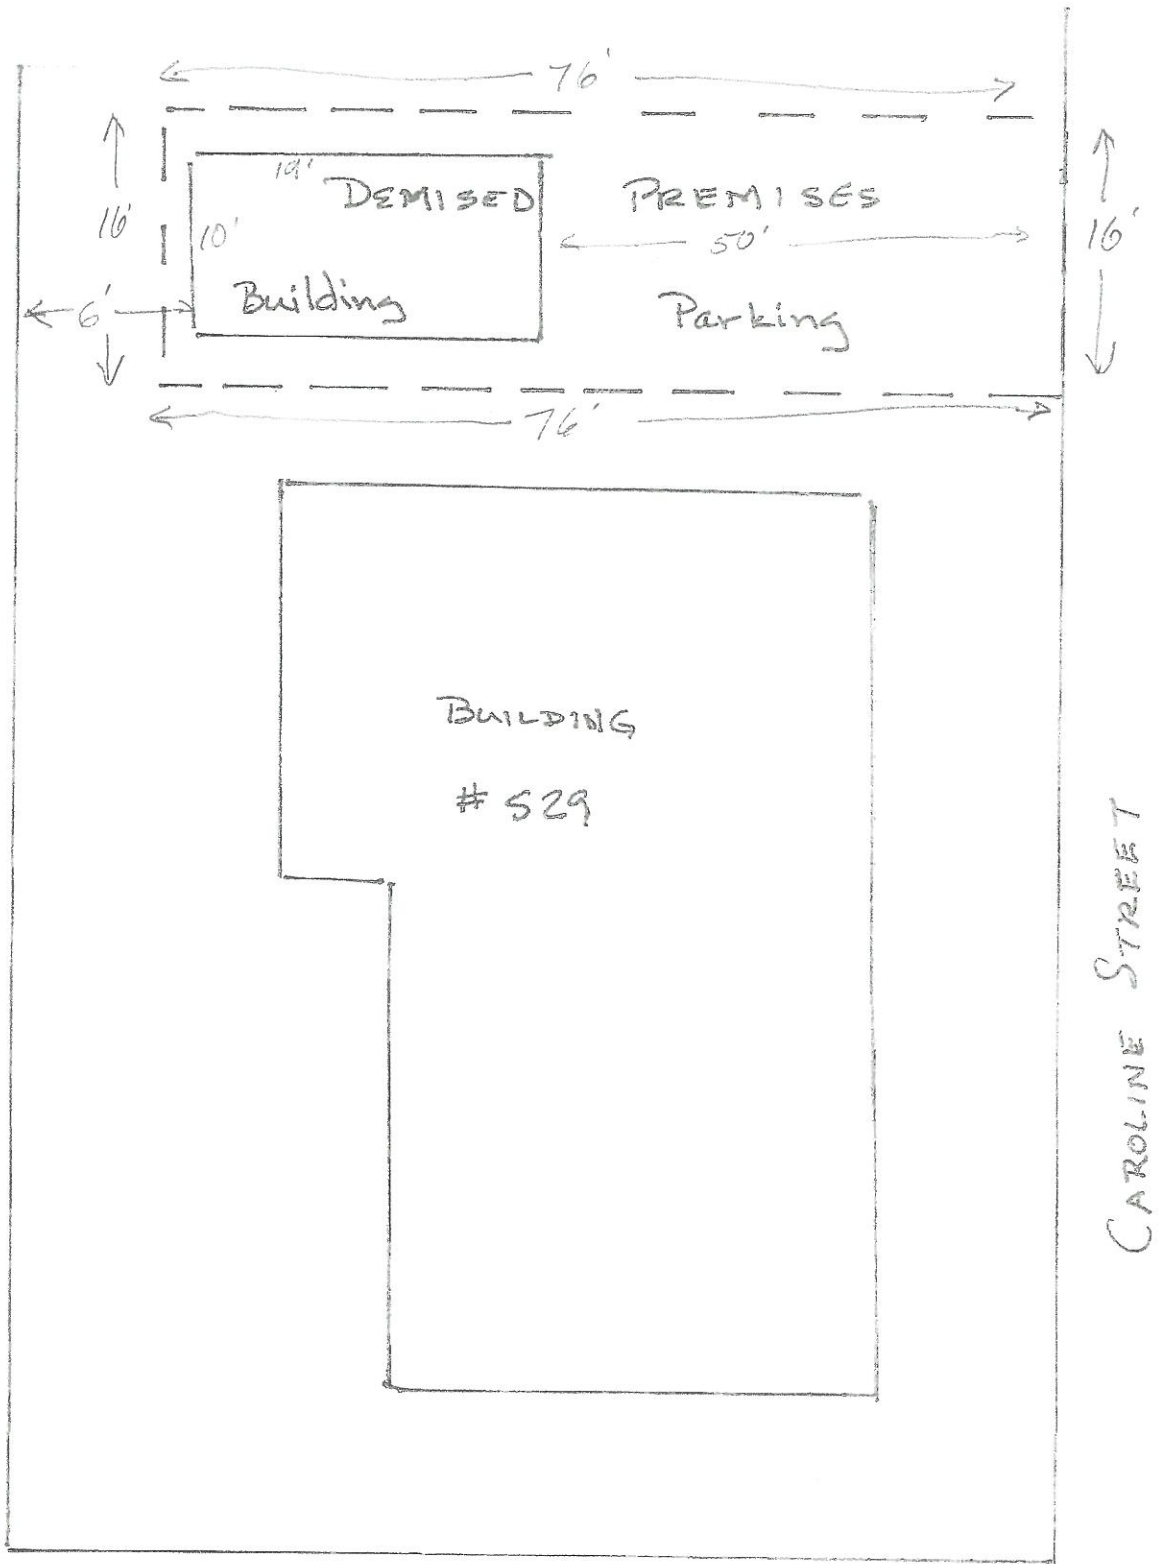 76'
19'
DEMISED PREMISES
16'
10'
50'
16'
6'
Building
Parking
76'
BUILDING
# 529
CAROLINE STREET